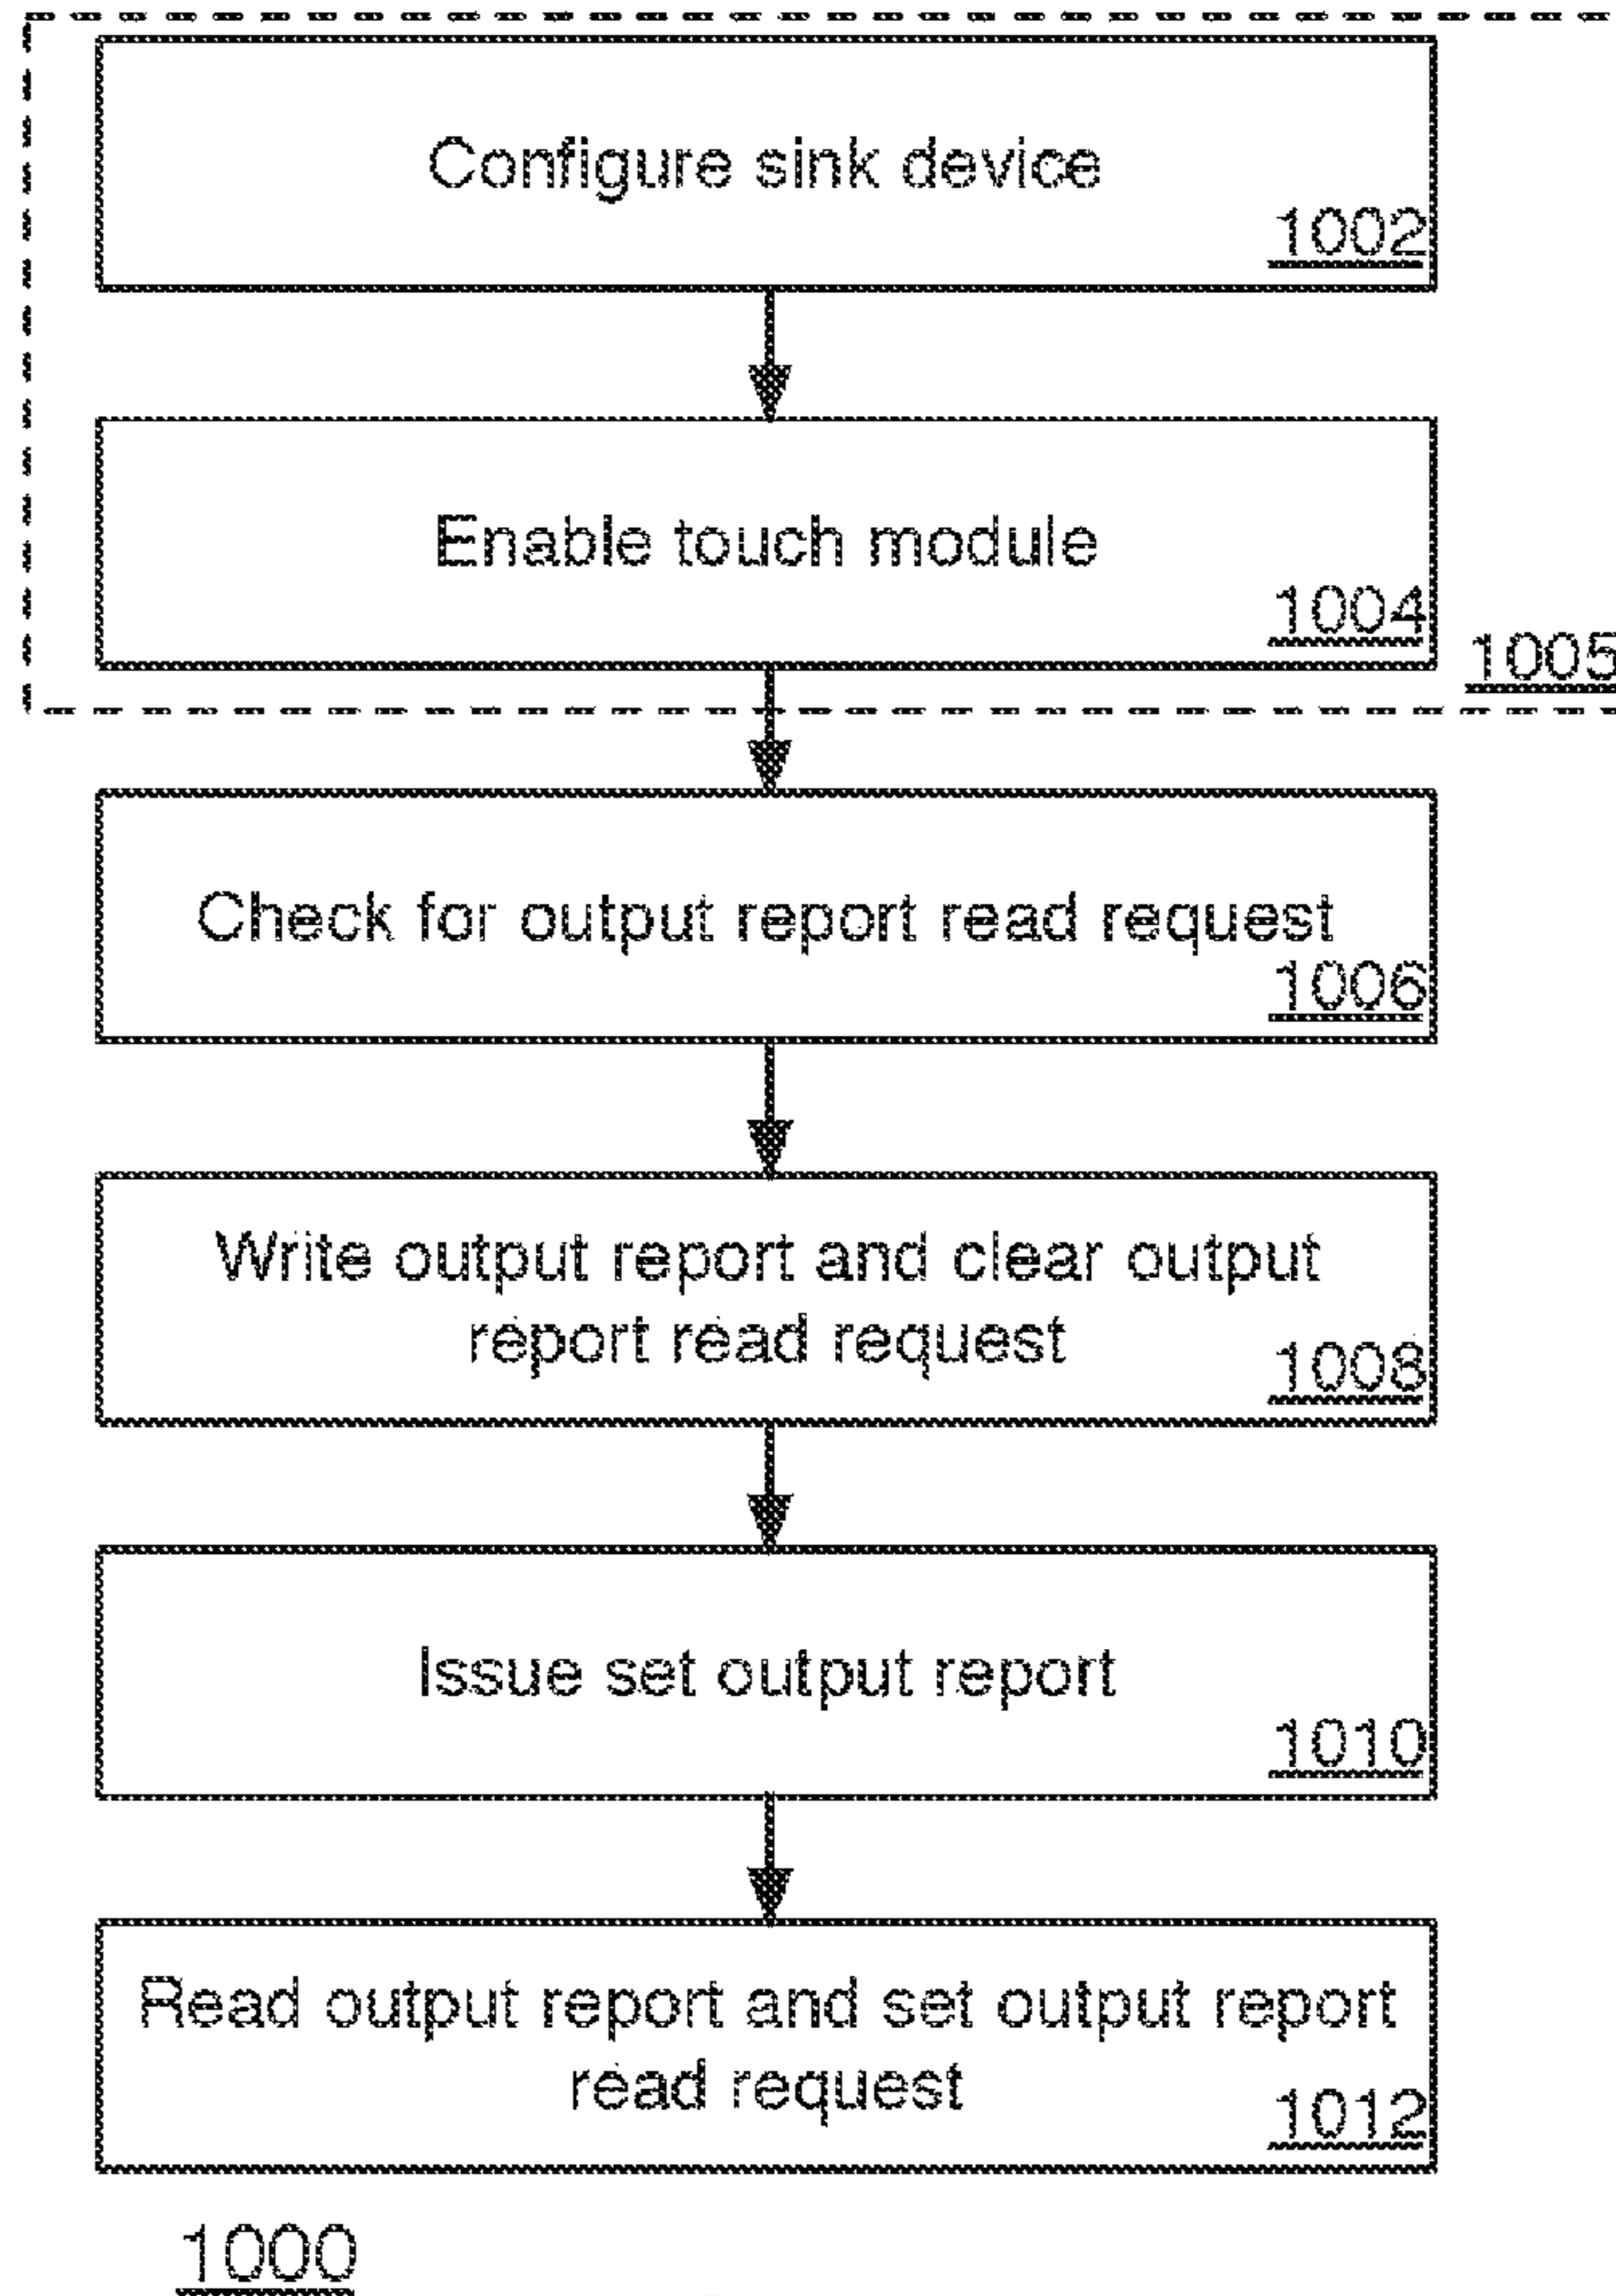 Configure sink device
1002
Enable touch module
1004
1005
Check for output report read request
1006
Write output report and clear output
report read request
1008
Issue set output report
1010
Read output report and set output report
read request
1012
1000